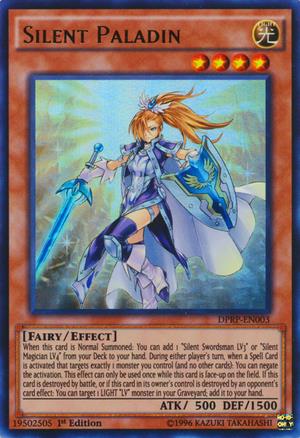 SILENT PALADIN
LIGHT
光
DPRP-EN003
[FAIRY/EFFECT]
When this card is Normal Summoned: You can add 1 "Silent Swordsman LV3" or "Silent
Magician LV4" from your Deck to your hand. During either player's turn, when a Spell Card
is activated that targets exactly 1 monster you control (and no other cards): You can
negate the activation. This effect can only be used once while this card is on the field. If this
card is destroyed by battle, or if this card in its owner's control is destroyed by an opponent's
card effect: You can target 1 LIGHT "LV" monster in your Graveyard; add it to your hand.
ATK / 500 DEF/1500
19502505 1st Edition ©1996 KAZUKI TAKAHASHI